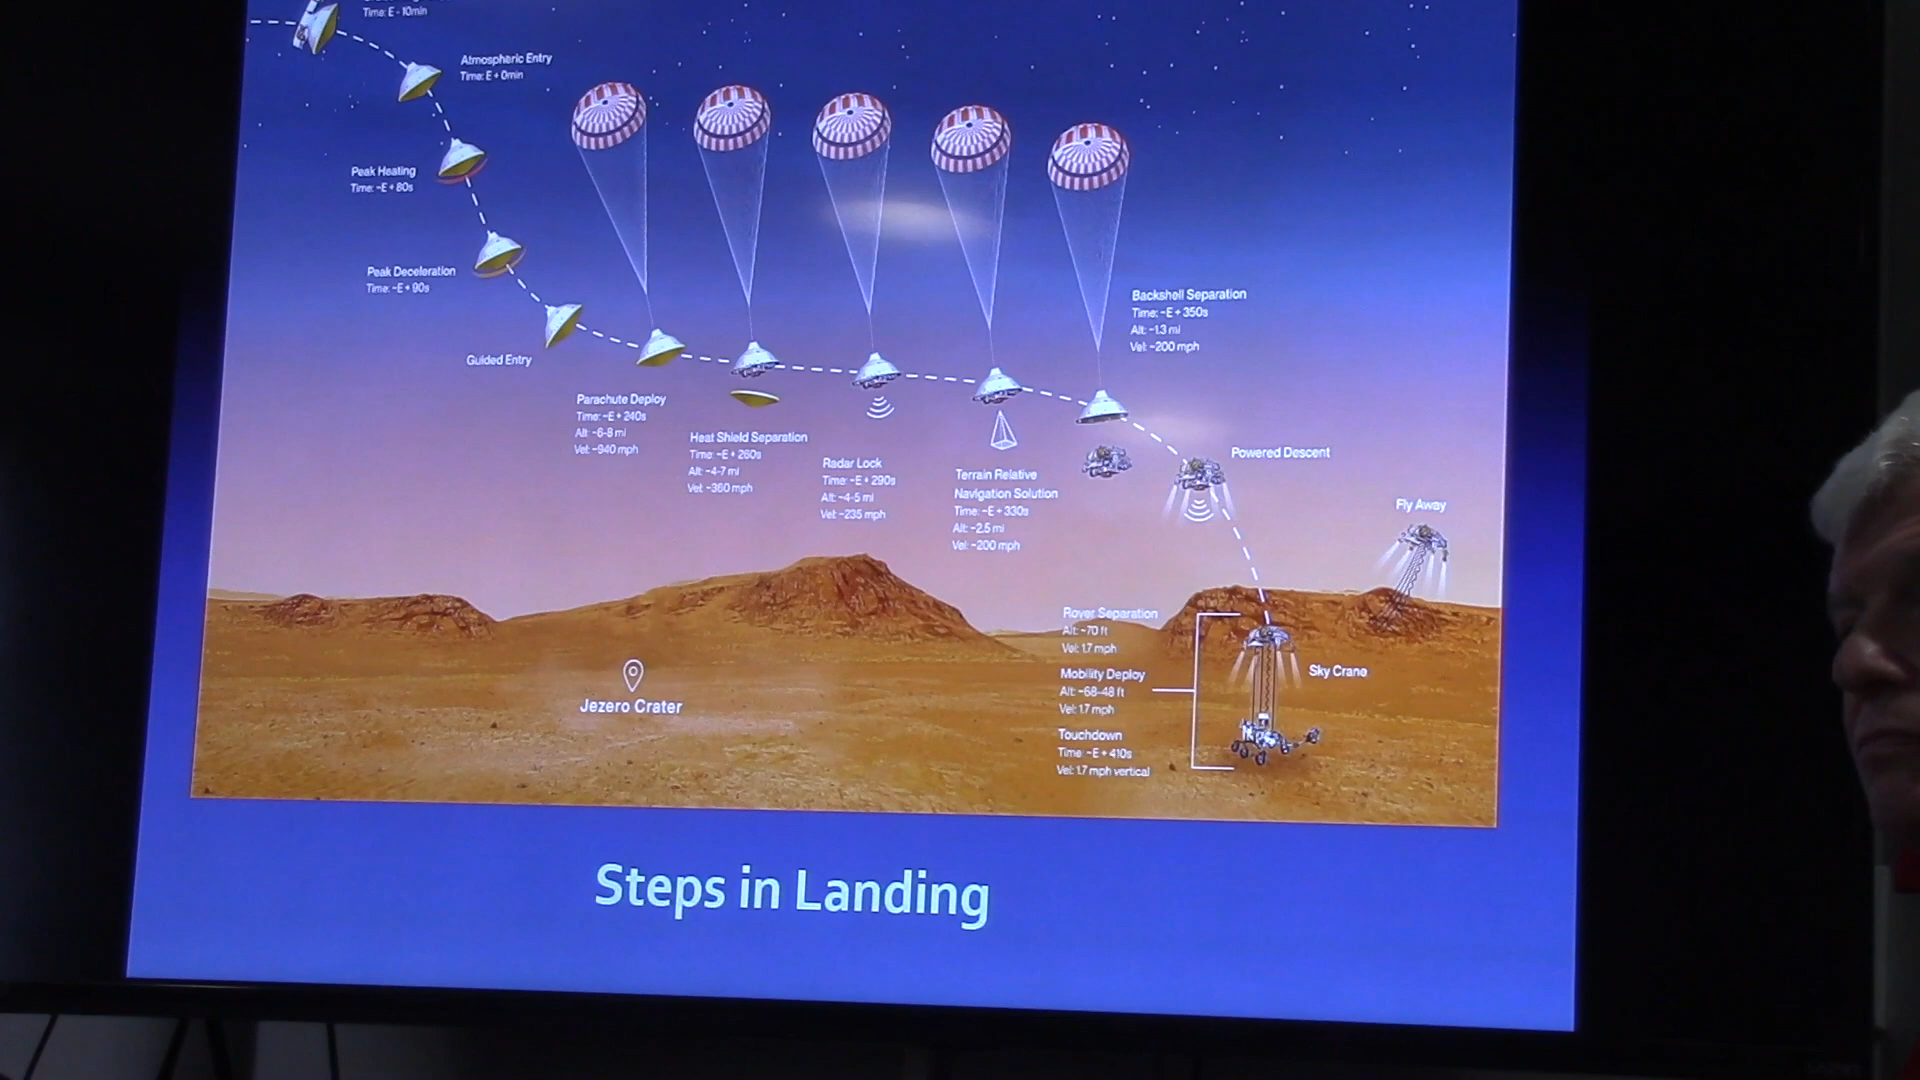 Time: E - 10min
Atmospheric Entry
Time: E + 0min
Peak Heating
Time: ~E + 80s
Peak Deceleration
Time: ~E + 90s
Guided Entry
Parachute Deploy
Time: ~E + 240s
Alt: ~6-8 mi
Vel: ~940 mph
Heat Shield Separation
Time: ~E + 260s
Alt: ~4-7 mi
Vel: ~360 mph
Radar Lock
Time: ~E + 290s
Alt: ~4-5 mi
Vel: ~235 mph
Terrain Relative
Navigation Solution
Time: ~E + 330s
Alt: ~2.5 mi
Vel: ~200 mph
Backshell Separation
Time: ~E + 350s
Alt: ~1.3 mi
Vel: ~200 mph
Powered Descent
Fly Away
Rover Separation
Alt: ~70 ft
Vel: 1.7 mph
Mobility Deploy
Alt: ~68-48 ft
Vel: 1.7 mph
Touchdown
Time ~E + 410s
Vel: 1.7 mph vertical
Sky Crane
Jezero Crater
Steps in Landing